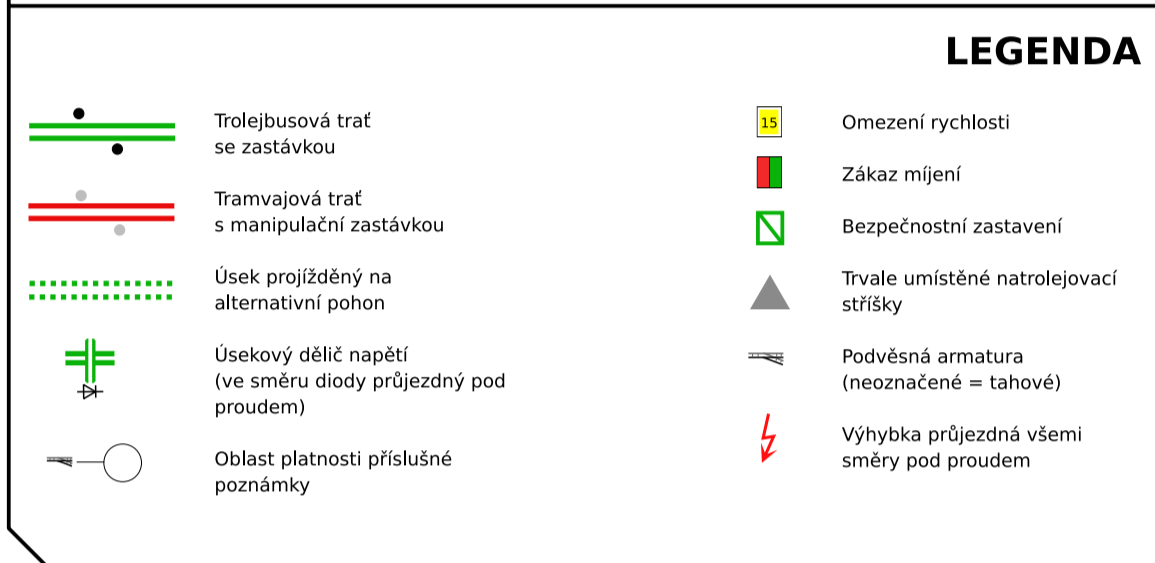 LEGENDA
Trolejbusová trať
se zastávkou
Tramvajová trať
s manipulační zastávkou
Úsek projížděný na
alternativní pohon
Úsekový dělič napětí
(ve směru diody průjezdný pod
proudem)
Oblast platnosti příslušné
poznámky
15
Omezení rychlosti
Zákaz míjení
Bezpečnostní zastavení
Trvale umístěné natrolejovací
stříšky
Podvěsná armatura
(neoznačené = tahové)
Výhybka průjezdná všemi
směry pod proudem